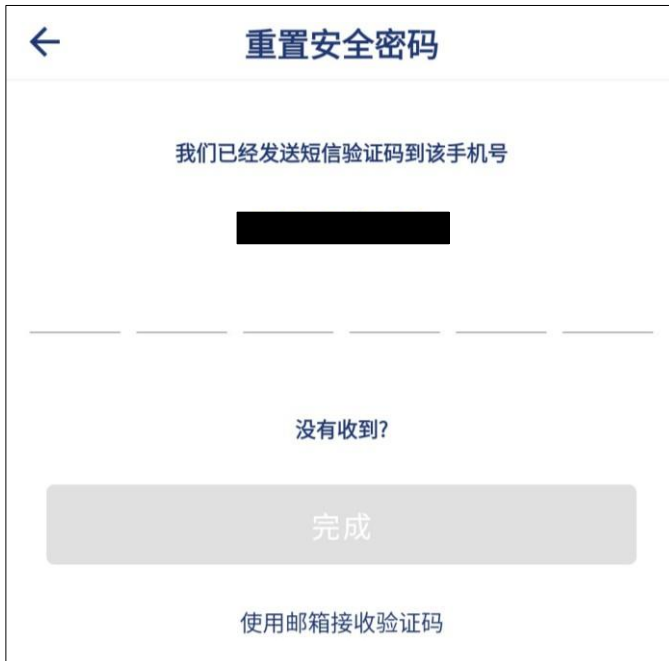 重置安全密码
我们已经发送短信验证码到该手机号
没有收到?
完成
使用邮箱接收验证码